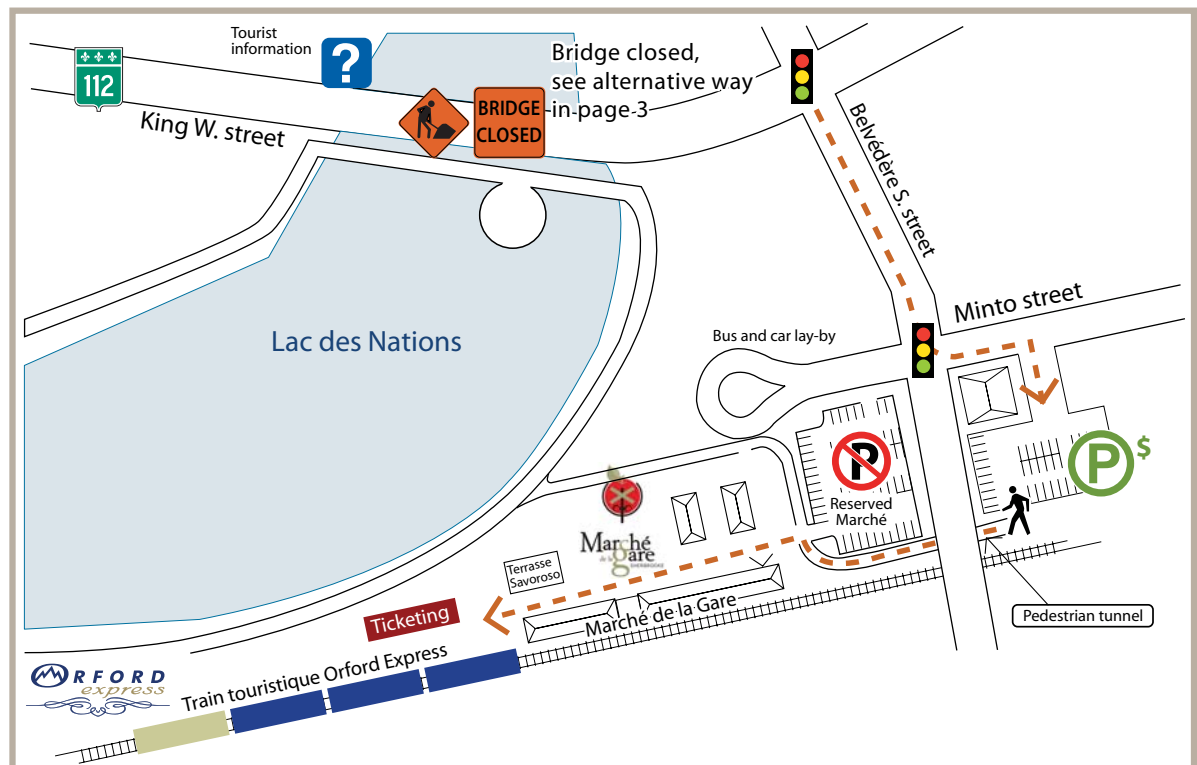 Tourist
information
?
112
King W. street
BRIDGE
CLOSED
Bridge closed,
see alternative way
in page 3
Belvédère S. street
Minto street
Lac des Nations
Bus and car lay-by
P
Reserved
Marché
P $
Marché
de la gare
SHERBROOKE
Terrasse
Savoroso
Ticketing
Marché de la Gare
Pedestrian tunnel
Train touristique Orford Express
ORFORD
express